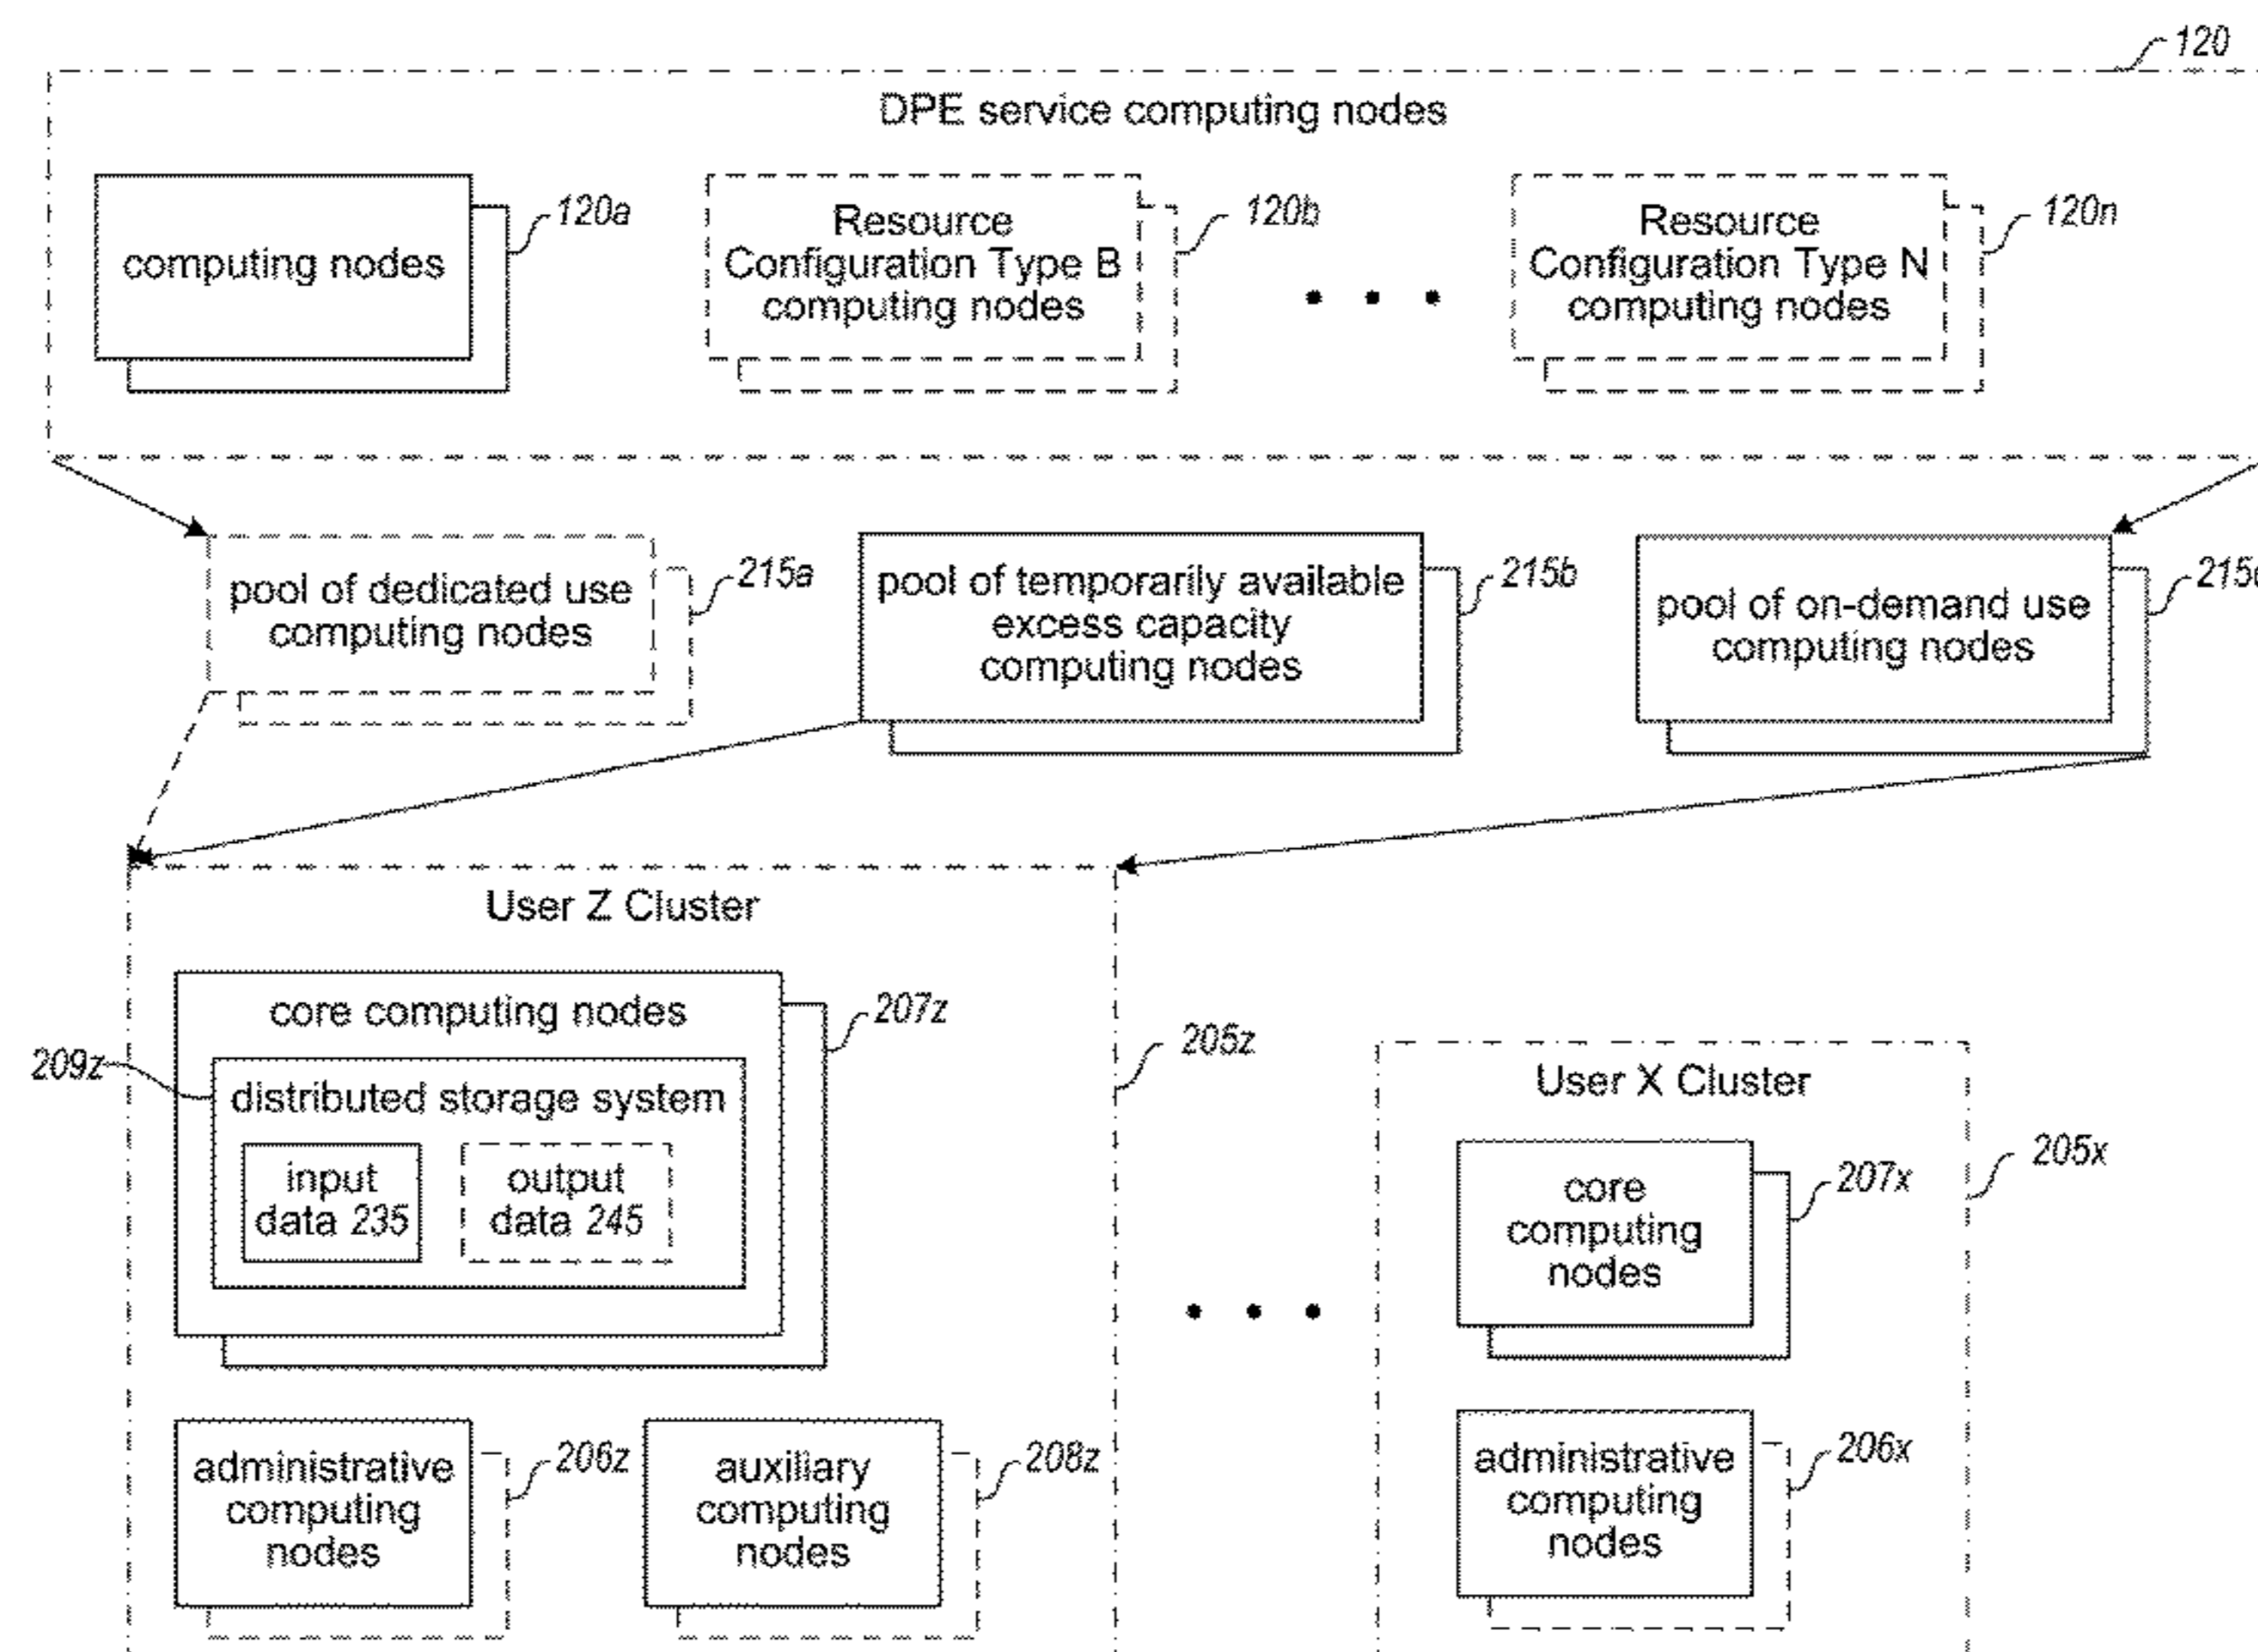 120
DPE service computing nodes
computing nodes
120a
Resource
Configuration Type B
computing nodes
120b
Resource
Configuration Type N
computing nodes
120n
pool of dedicated use
computing nodes
215a
pool of temporarily available
excess capacity
computing nodes
215b
pool of on-demand use
computing nodes
User Z Cluster
core computing nodes
207z
209z
distributed storage system
input
data 235
output
data 245
205z
User X Cluster
core
computing
nodes
207x
205x
administrative
computing
nodes
206z
auxiliary
computing
nodes
208z
administrative
computing
nodes
206x